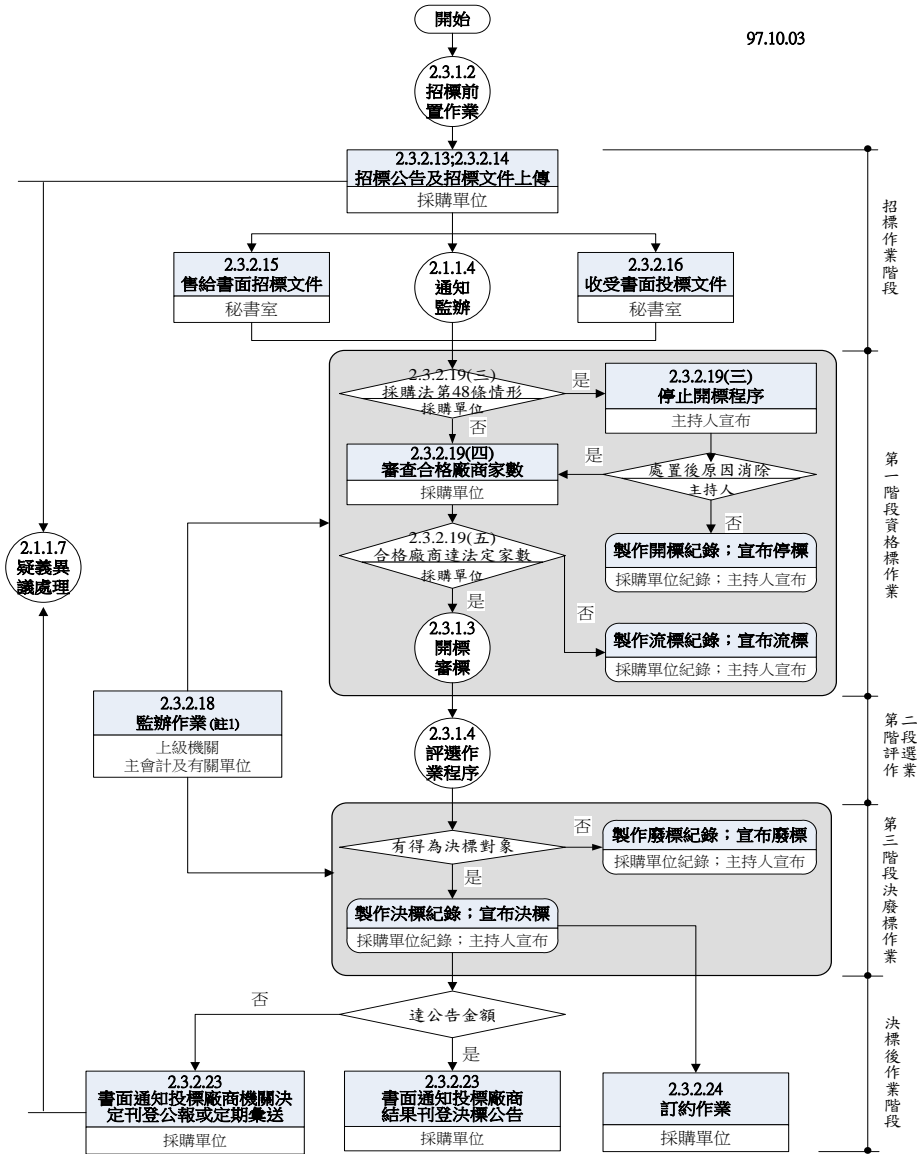 開始
97.10.03
2.3.1.2
招標前
置作業
2.3.2.13;2.3.2.14
招標公告及招標文件上傳
採購單位
招標作業階段
2.3.2.15
售給書面招標文件
秘書室
2.1.1.4
通知
監辦
2.3.2.16
收受書面投標文件
秘書室
2.3.2.19(三)
採購法第48條情形
採購單位
是
否
2.3.2.19(三)
停止開標程序
主持人宣布
2.3.2.19(四)
審查合格廠商家數
採購單位
是
處置後原因消除
主持人
否
第一階段資格標作業
2.3.2.19(五)
合格廠商達法定家數
採購單位
是
否
製作開標紀錄；宣布停標
採購單位紀錄；主持人宣布
2.1.1.7
疑義異
議處理
2.3.1.3
開標
審標
製作流標紀錄；宣布流標
採購單位紀錄；主持人宣布
2.3.2.18
監辦作業(註1)
上級機關
主會計及有關單位
2.3.1.4
評選作
業程序
第二階段評選作業
有得為決標對象
否
是
製作廢標紀錄；宣布廢標
採購單位紀錄；主持人宣布
製作決標紀錄；宣布決標
採購單位紀錄；主持人宣布
第三階段決廢標作業
達公告金額
否
是
決標後作業階段
2.3.2.23
書面通知投標廠商機關決
定刊登公報或定期彙送
採購單位
2.3.2.23
書面通知投標廠商
結果刊登決標公告
採購單位
2.3.2.24
訂約作業
採購單位